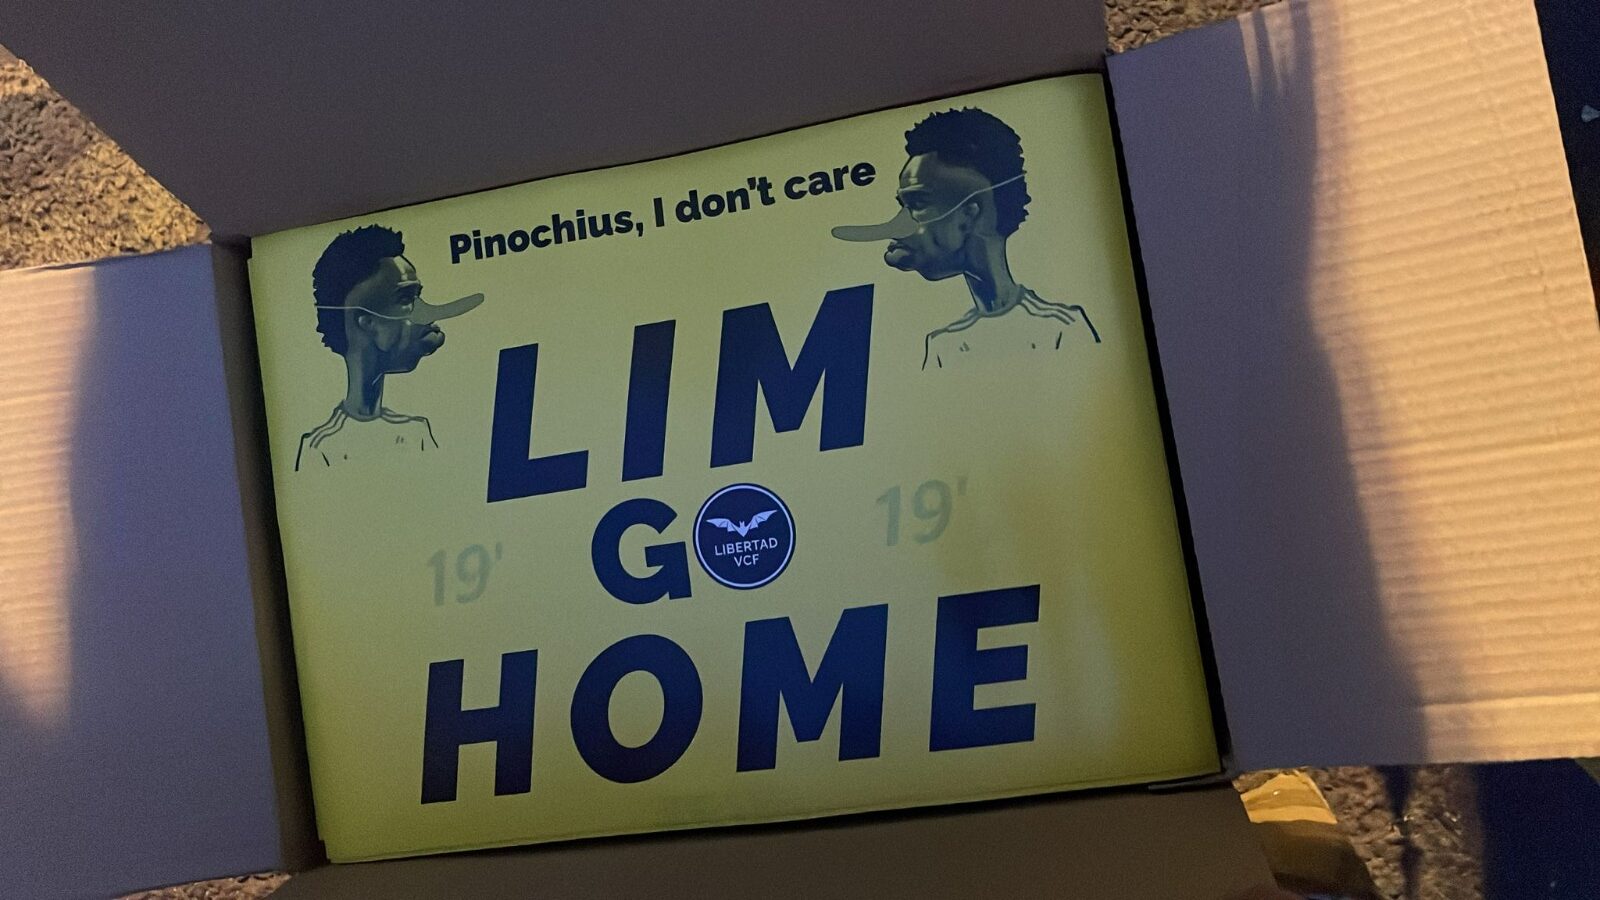 Pinochius, I don't care
LIM
GO
LIBERTAD
VCF
19'
19'
HOME